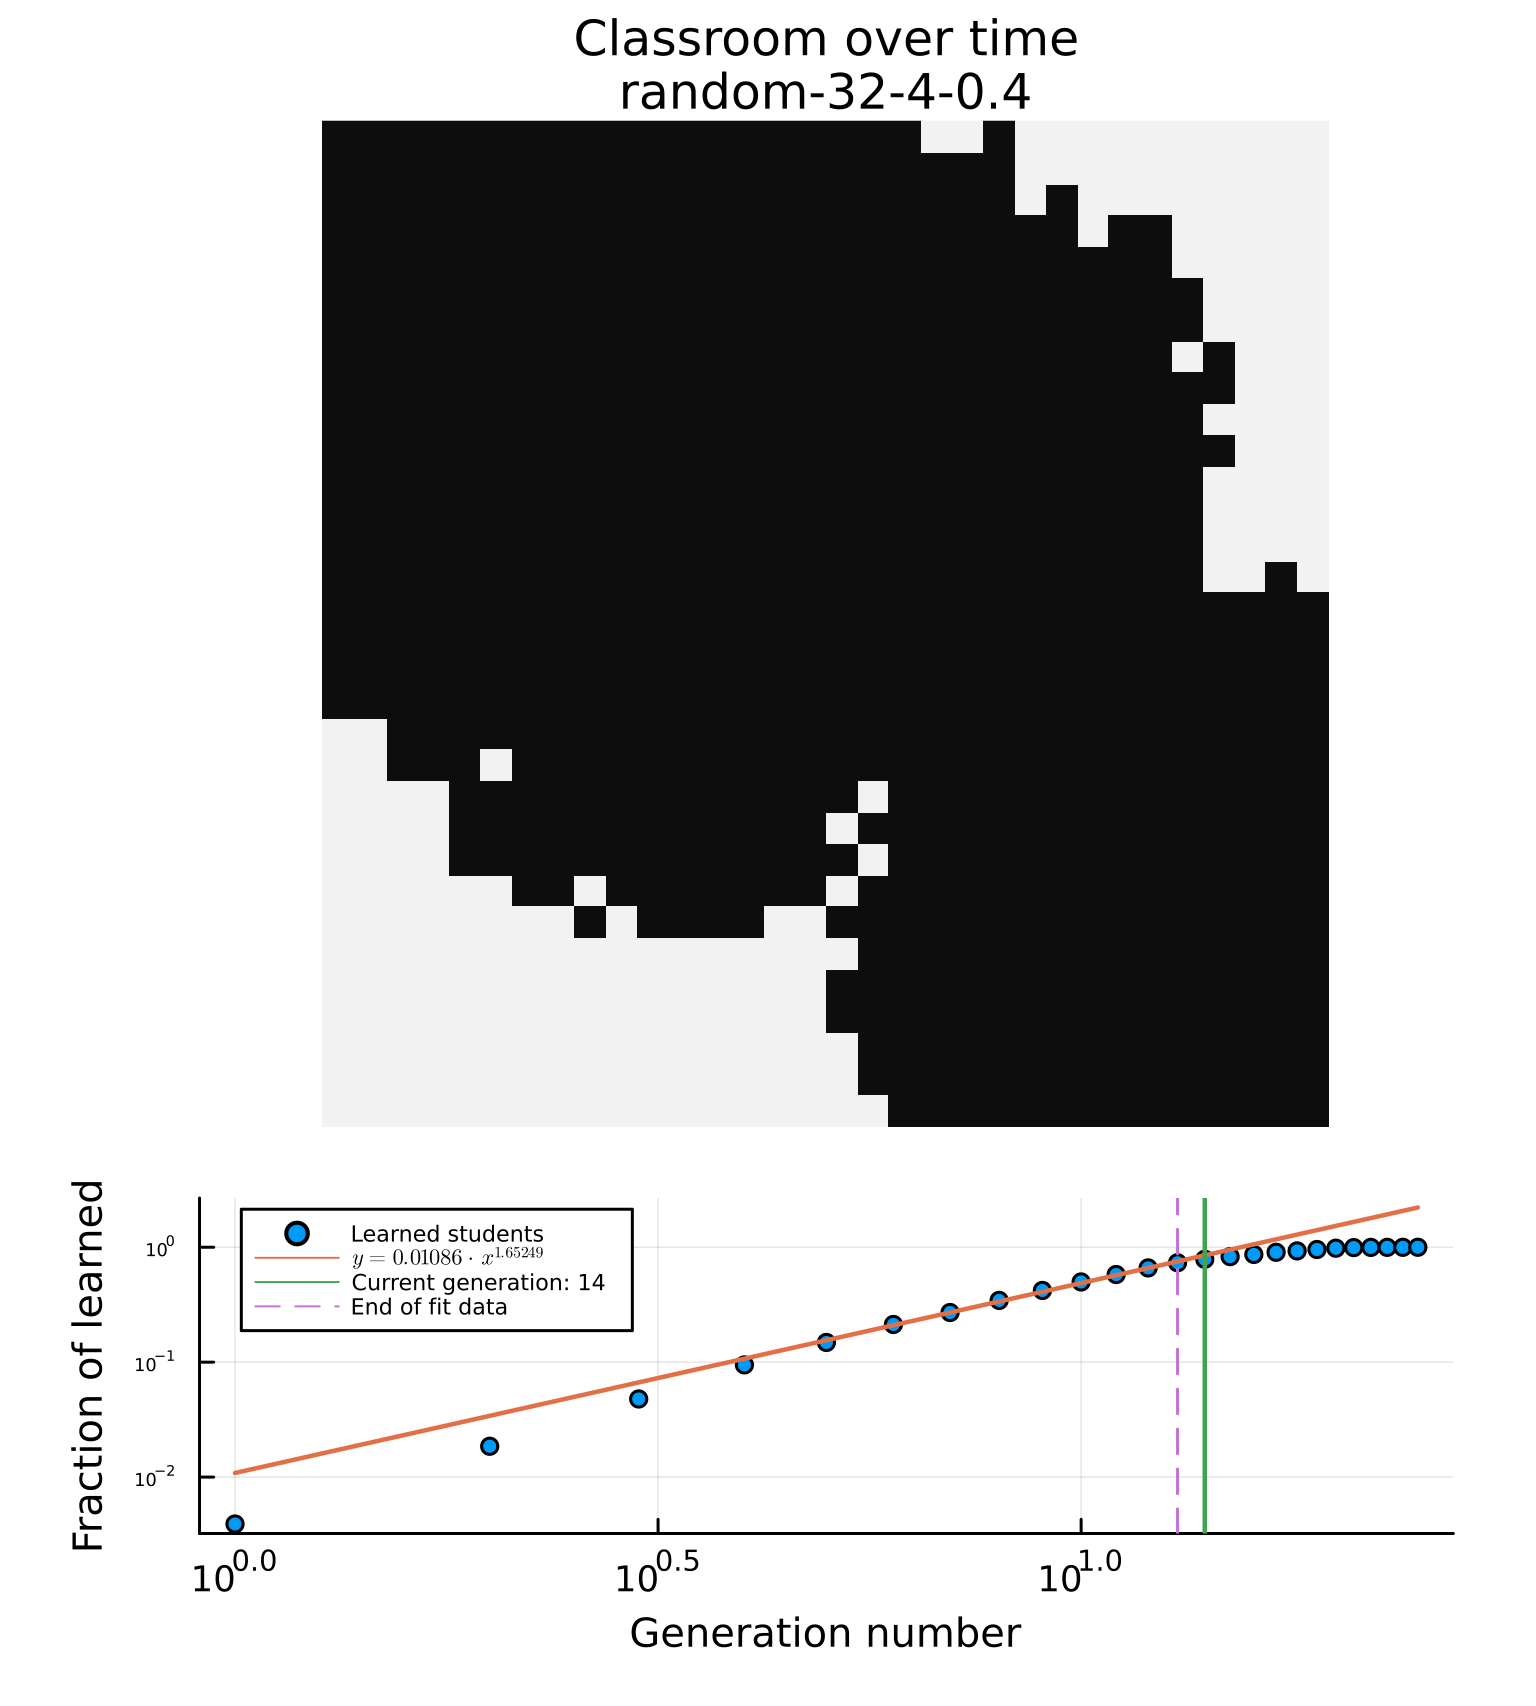 Classroom over time
random-32-4-0.4
Fraction of learned
10⁰
10⁻¹
10⁻²
Learned students
y = 0.01086 · x^1.65249
Current generation: 14
End of fit data
10^0.0
10^0.5
10^1.0
Generation number